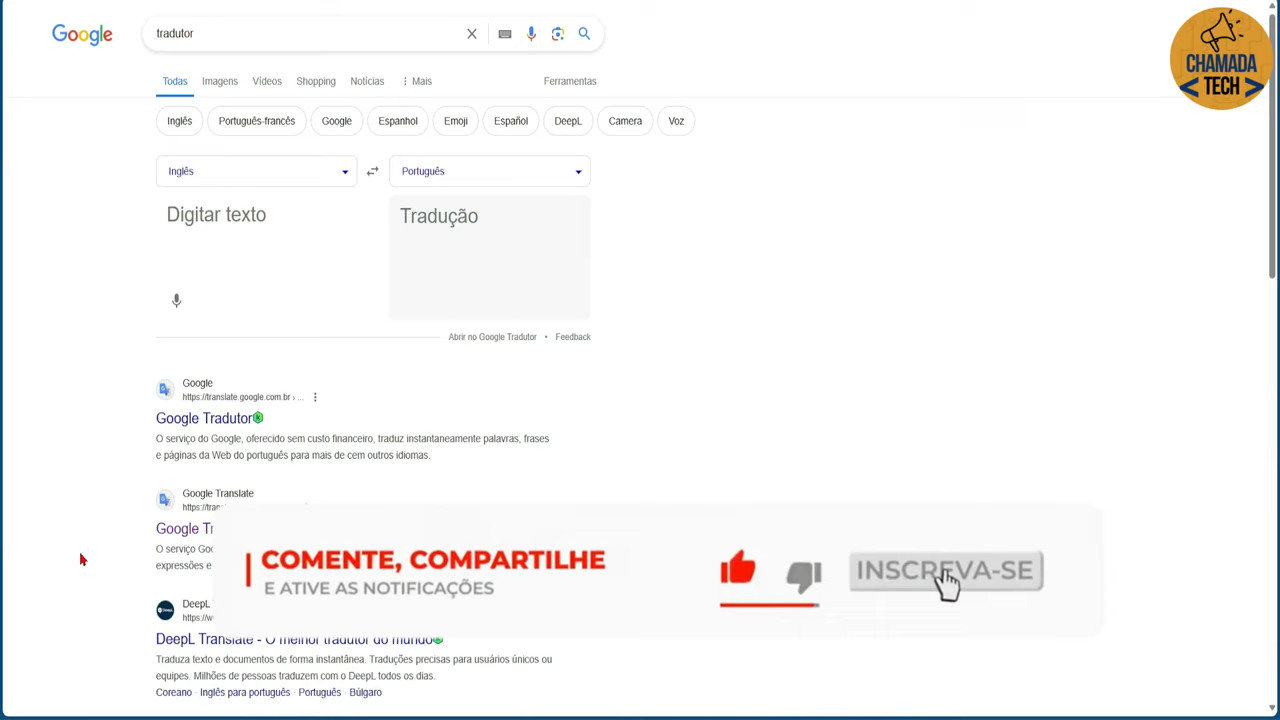 Google
tradutor
CHAMADA
< TECH >
Todas Imagens Vídeos Shopping Notícias Mais Ferramentas
Inglês Português-francês Google Espanhol Emoji Español DeepL Camera Voz
Inglês Português
Digitar texto Tradução
Abrir no Google Tradutor • Feedback
Google
https://translate.google.com.br › ...
Google Tradutor
O serviço do Google, oferecido sem custo financeiro, traduz instantaneamente palavras, frases
e páginas da Web do português para mais de cem outros idiomas.
Google Translate
Google
O serviço
COMENTE, COMPARTILHE
E ATIVE AS NOTIFICAÇÕES
INSCREVA-SE
DeepL
DeepL Translate - O melhor tradutor do mundo
Traduza texto e documentos de forma instantânea. Traduções precisas para usuários únicos ou
equipes. Milhões de pessoas traduzem com o DeepL todos os dias.
Coreano · Inglês para português · Português · Búlgaro